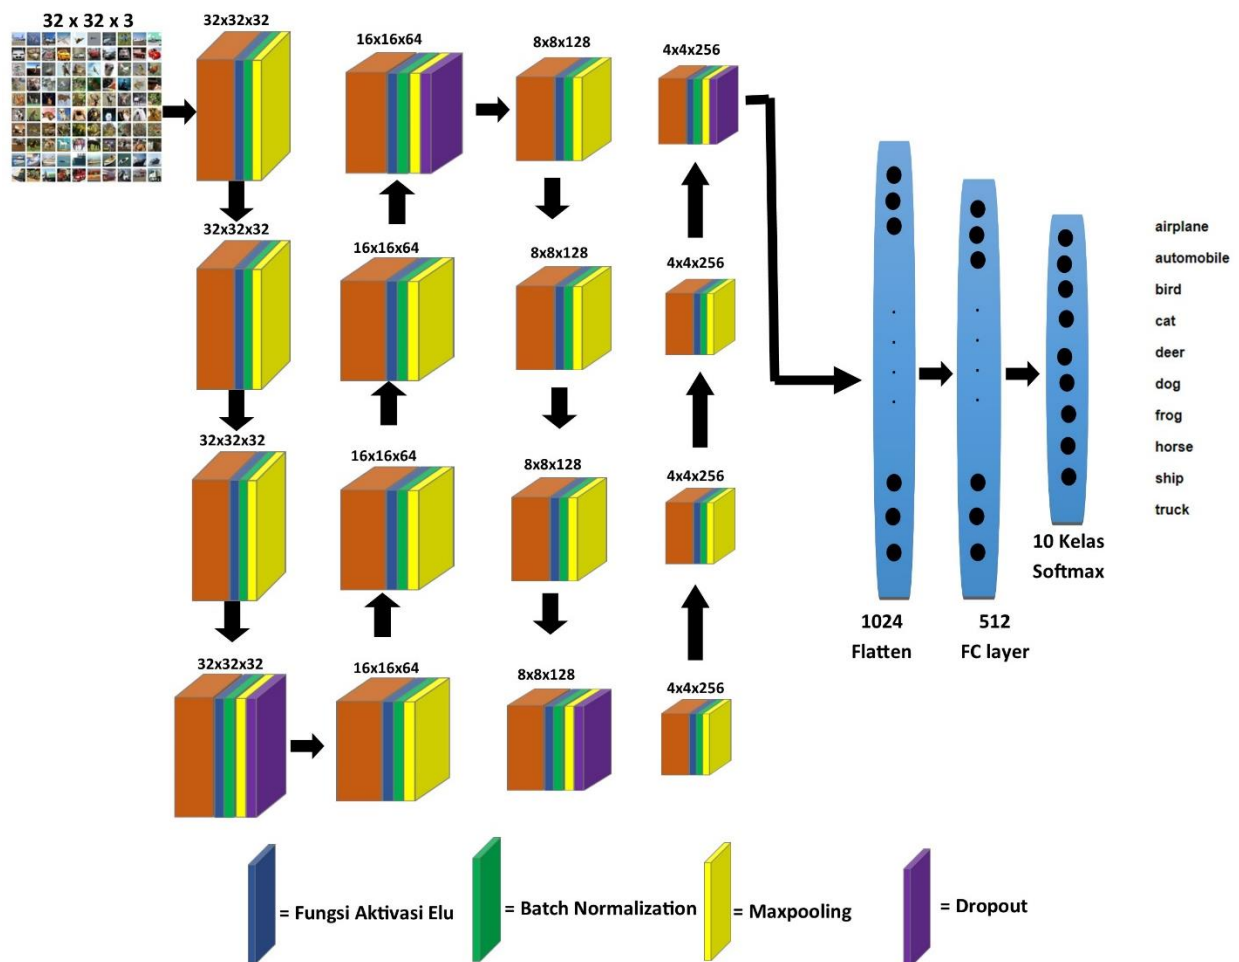 32 x 32 x 3
32x32x32
16x16x64
8x8x128
4x4x256
32x32x32
16x16x64
8x8x128
4x4x256
32x32x32
16x16x64
8x8x128
4x4x256
32x32x32
16x16x64
8x8x128
4x4x256
airplane
automobile
bird
cat
deer
dog
frog
horse
ship
truck
10 Kelas
Softmax
1024
Flatten
512
FC layer
= Fungsi Aktivasi Elu
= Batch Normalization
= Maxpooling
= Dropout